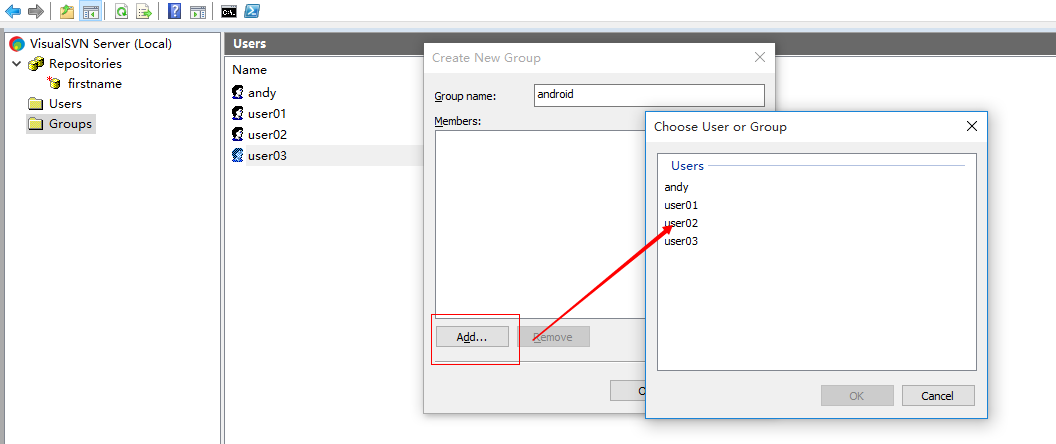 VisualSVN Server (Local)
Repositories
firstname
Users
Groups
Users
Name
andy
user01
user02
user03
Create New Group
Group name:
android
Members:
Add...
Remove
Choose User or Group
Users
andy
user01
user02
user03
OK
Cancel